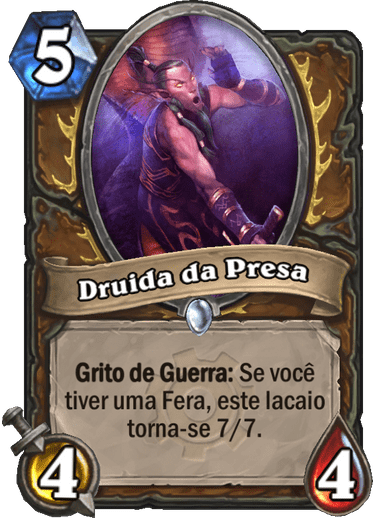 5
Druida da Presa
Grito de Guerra: Se você
tiver uma Fera, este lacaio
torna-se 7/7.
4 4